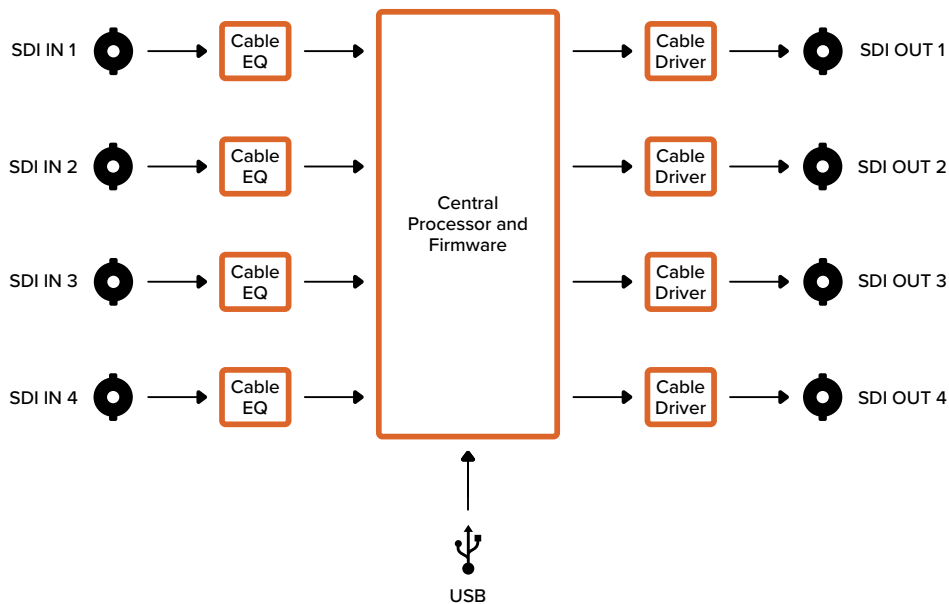 SDI IN 1
Cable
EQ
Cable
Driver
SDI OUT 1
SDI IN 2
Cable
EQ
Cable
Driver
SDI OUT 2
Central
Processor and
Firmware
SDI IN 3
Cable
EQ
Cable
Driver
SDI OUT 3
SDI IN 4
Cable
EQ
Cable
Driver
SDI OUT 4
USB